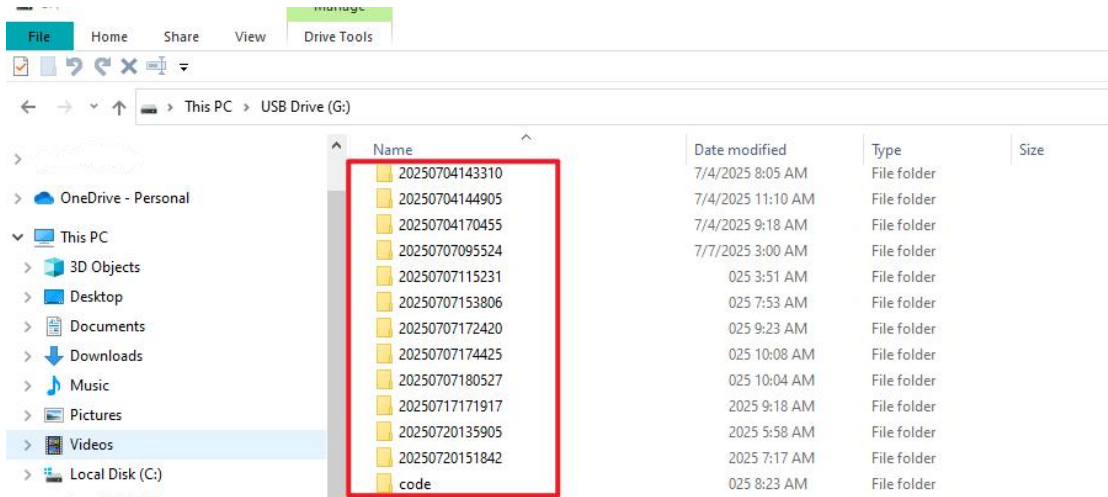 Manage
File Home Share View Drive Tools
This PC > USB Drive (G:)
Name Date modified Type Size
20250704143310 7/4/2025 8:05 AM File folder
OneDrive - Personal 20250704144905 7/4/2025 11:10 AM File folder
20250704170455 7/4/2025 9:18 AM File folder
This PC 20250707095524 7/7/2025 3:00 AM File folder
3D Objects 20250707115231 025 3:51 AM File folder
Desktop 20250707153806 025 7:53 AM File folder
Documents 20250707172420 025 9:23 AM File folder
Downloads 20250707174425 025 10:08 AM File folder
Music 20250707180527 025 10:04 AM File folder
Pictures 20250717171917 2025 9:18 AM File folder
Videos 20250720135905 2025 5:58 AM File folder
Local Disk (C:) 20250720151842 2025 7:17 AM File folder
code 025 8:23 AM File folder